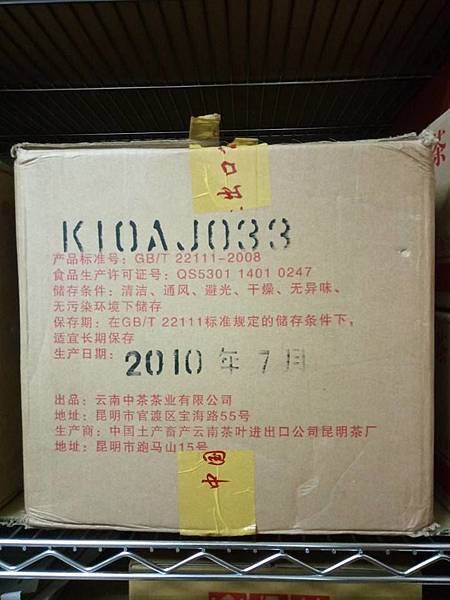 出口
茶
K10AJ033
产品标准号：GB/T 22111-2008
食品生产许可证号：QS5301 1401 0247
储存条件：清洁、通风、避光、干燥、无异味、
无污染环境下储存
保存期：在GB/T 22111标准规定的储存条件下，
适宜长期保存
生产日期：2010 年 7 月
出品：云南中茶茶业有限公司
地址：昆明市官渡区宝海路55号
生产商：中国土产畜产云南茶叶进出口公司昆明茶厂
地址：昆明市跑马山15号
中国